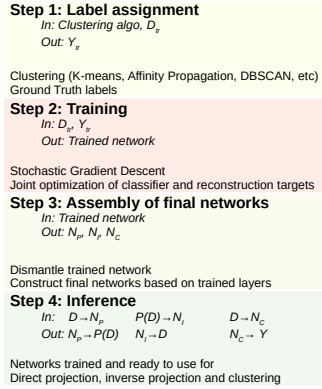 Step 1: Label assignment
In: Clustering algo, D_tr
Out: Y_tr
Clustering (K-means, Affinity Propagation, DBSCAN, etc)
Ground Truth labels
Step 2: Training
In: D_tr, Y_tr
Out: Trained network
Stochastic Gradient Descent
Joint optimization of classifier and reconstruction targets
Step 3: Assembly of final networks
In: Trained network
Out: N_P, N_I, N_C
Dismantle trained network
Construct final networks based on trained layers
Step 4: Inference
In: D→N_P P(D)→N_I D→N_C
Out: N_P→P(D) N_I→D N_C→ Y
Networks trained and ready to use for
Direct projection, inverse projection and clustering